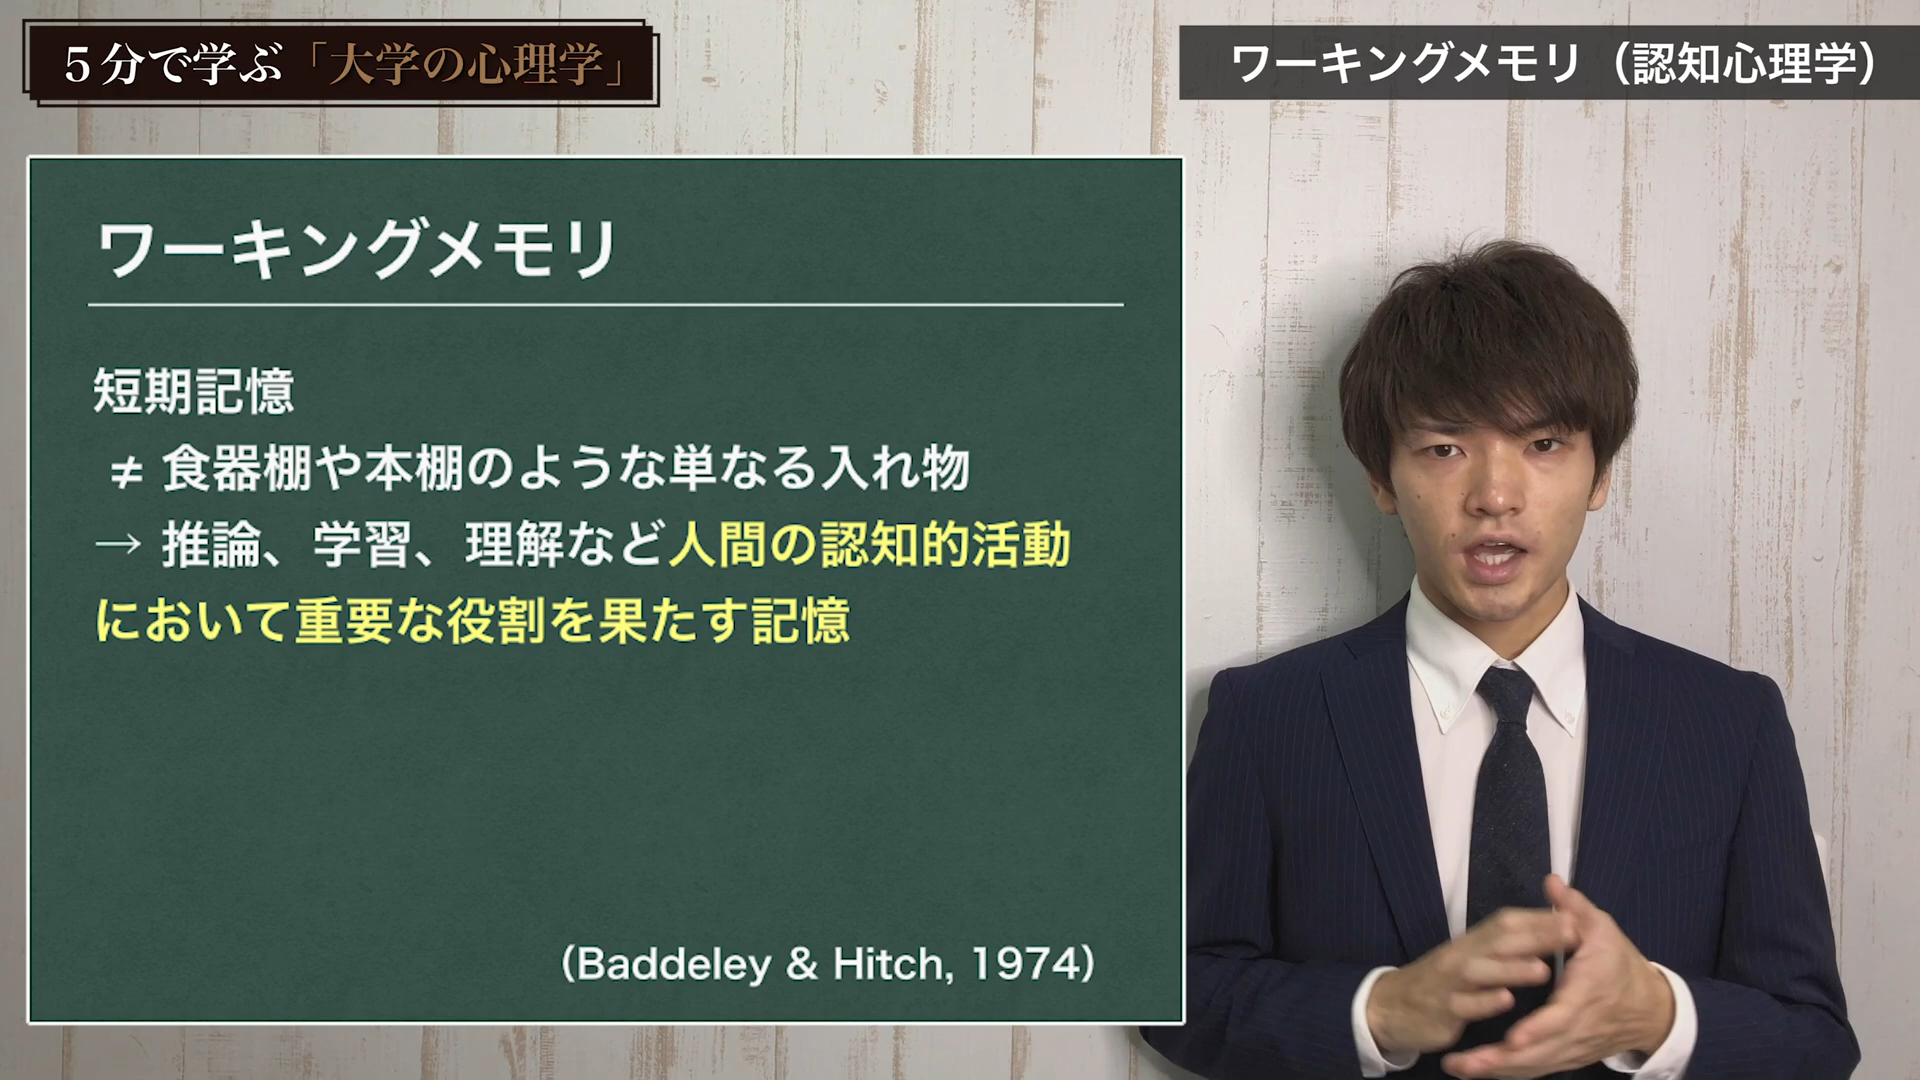 ５分で学ぶ「大学の心理学」
ワーキングメモリ（認知心理学）
ワーキングメモリ
短期記憶
≠ 食器棚や本棚のような単なる入れ物
→ 推論、学習、理解など人間の認知的活動
において重要な役割を果たす記憶
（Baddeley & Hitch, 1974）